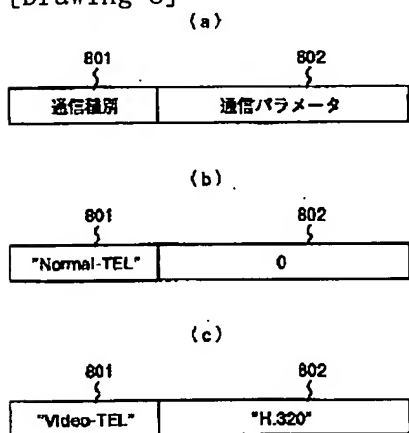 [Drawing 8]
(a)
801 802
通信種別 通信パラメータ
(b)
801 802
"Normal-TEL" 0
(c)
801 802
"Video-TEL" "H.320"